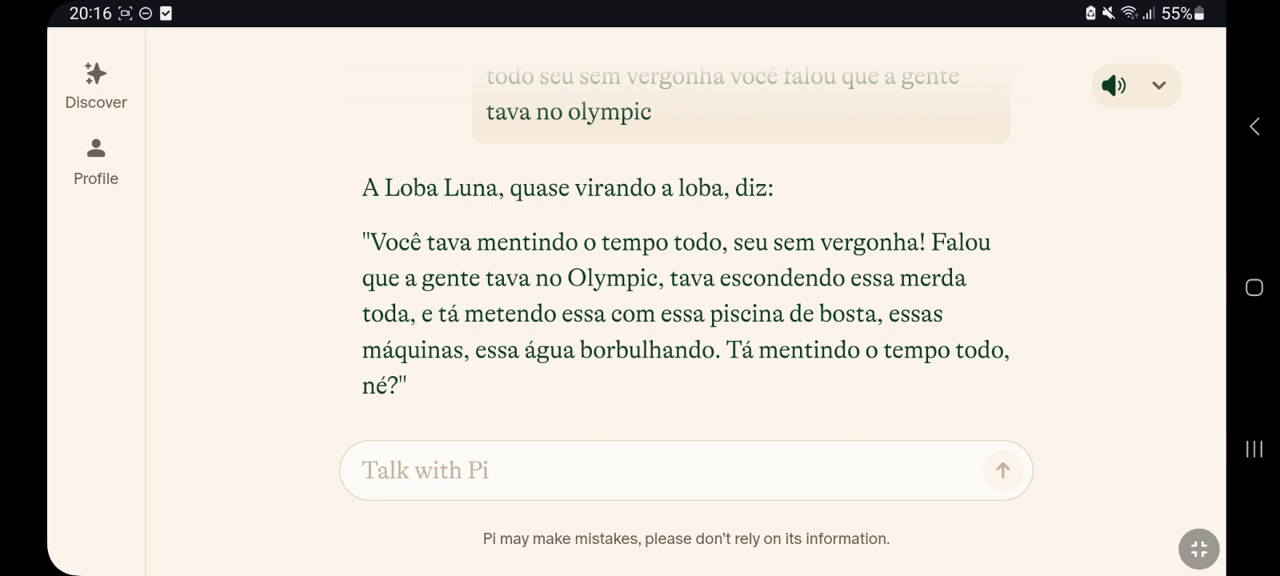 20:16
55%
Discover
Profile
todo seu sem vergonha você falou que a gente
tava no olympic
A Loba Luna, quase virando a loba, diz:
"Você tava mentindo o tempo todo, seu sem vergonha! Falou
que a gente tava no Olympic, tava escondendo essa merda
toda, e tá metendo essa com essa piscina de bosta, essas
máquinas, essa água borbulhando. Tá mentindo o tempo todo,
né?"
Talk with Pi
Pi may make mistakes, please don't rely on its information.